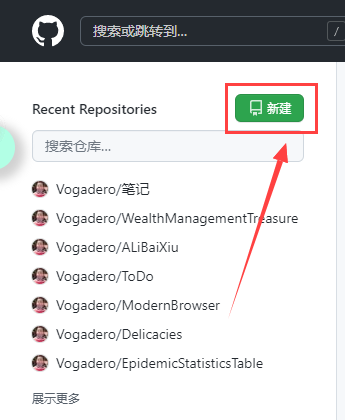 搜索或跳转到... /
Recent Repositories 新建
搜索仓库...
Vogadero/笔记
Vogadero/WealthManagementTreasure
Vogadero/ALiBaiXiu
Vogadero/ToDo
Vogadero/ModernBrowser
Vogadero/Delicacies
Vogadero/EpidemicStatisticsTable
展示更多